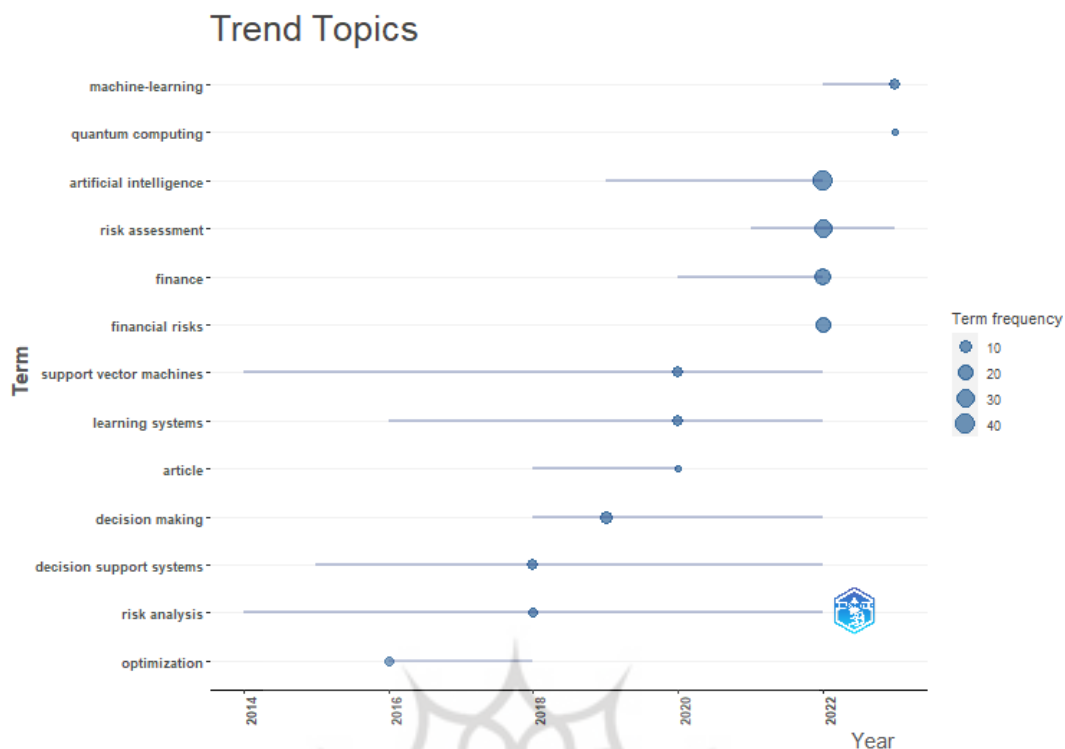 Trend Topics
machine-learning
quantum computing
artificial intelligence
risk assessment
finance
financial risks
support vector machines
learning systems
article
decision making
decision support systems
risk analysis
optimization
Term
2014
2016
2018
2020
2022
Year
Term frequency
10
20
30
40